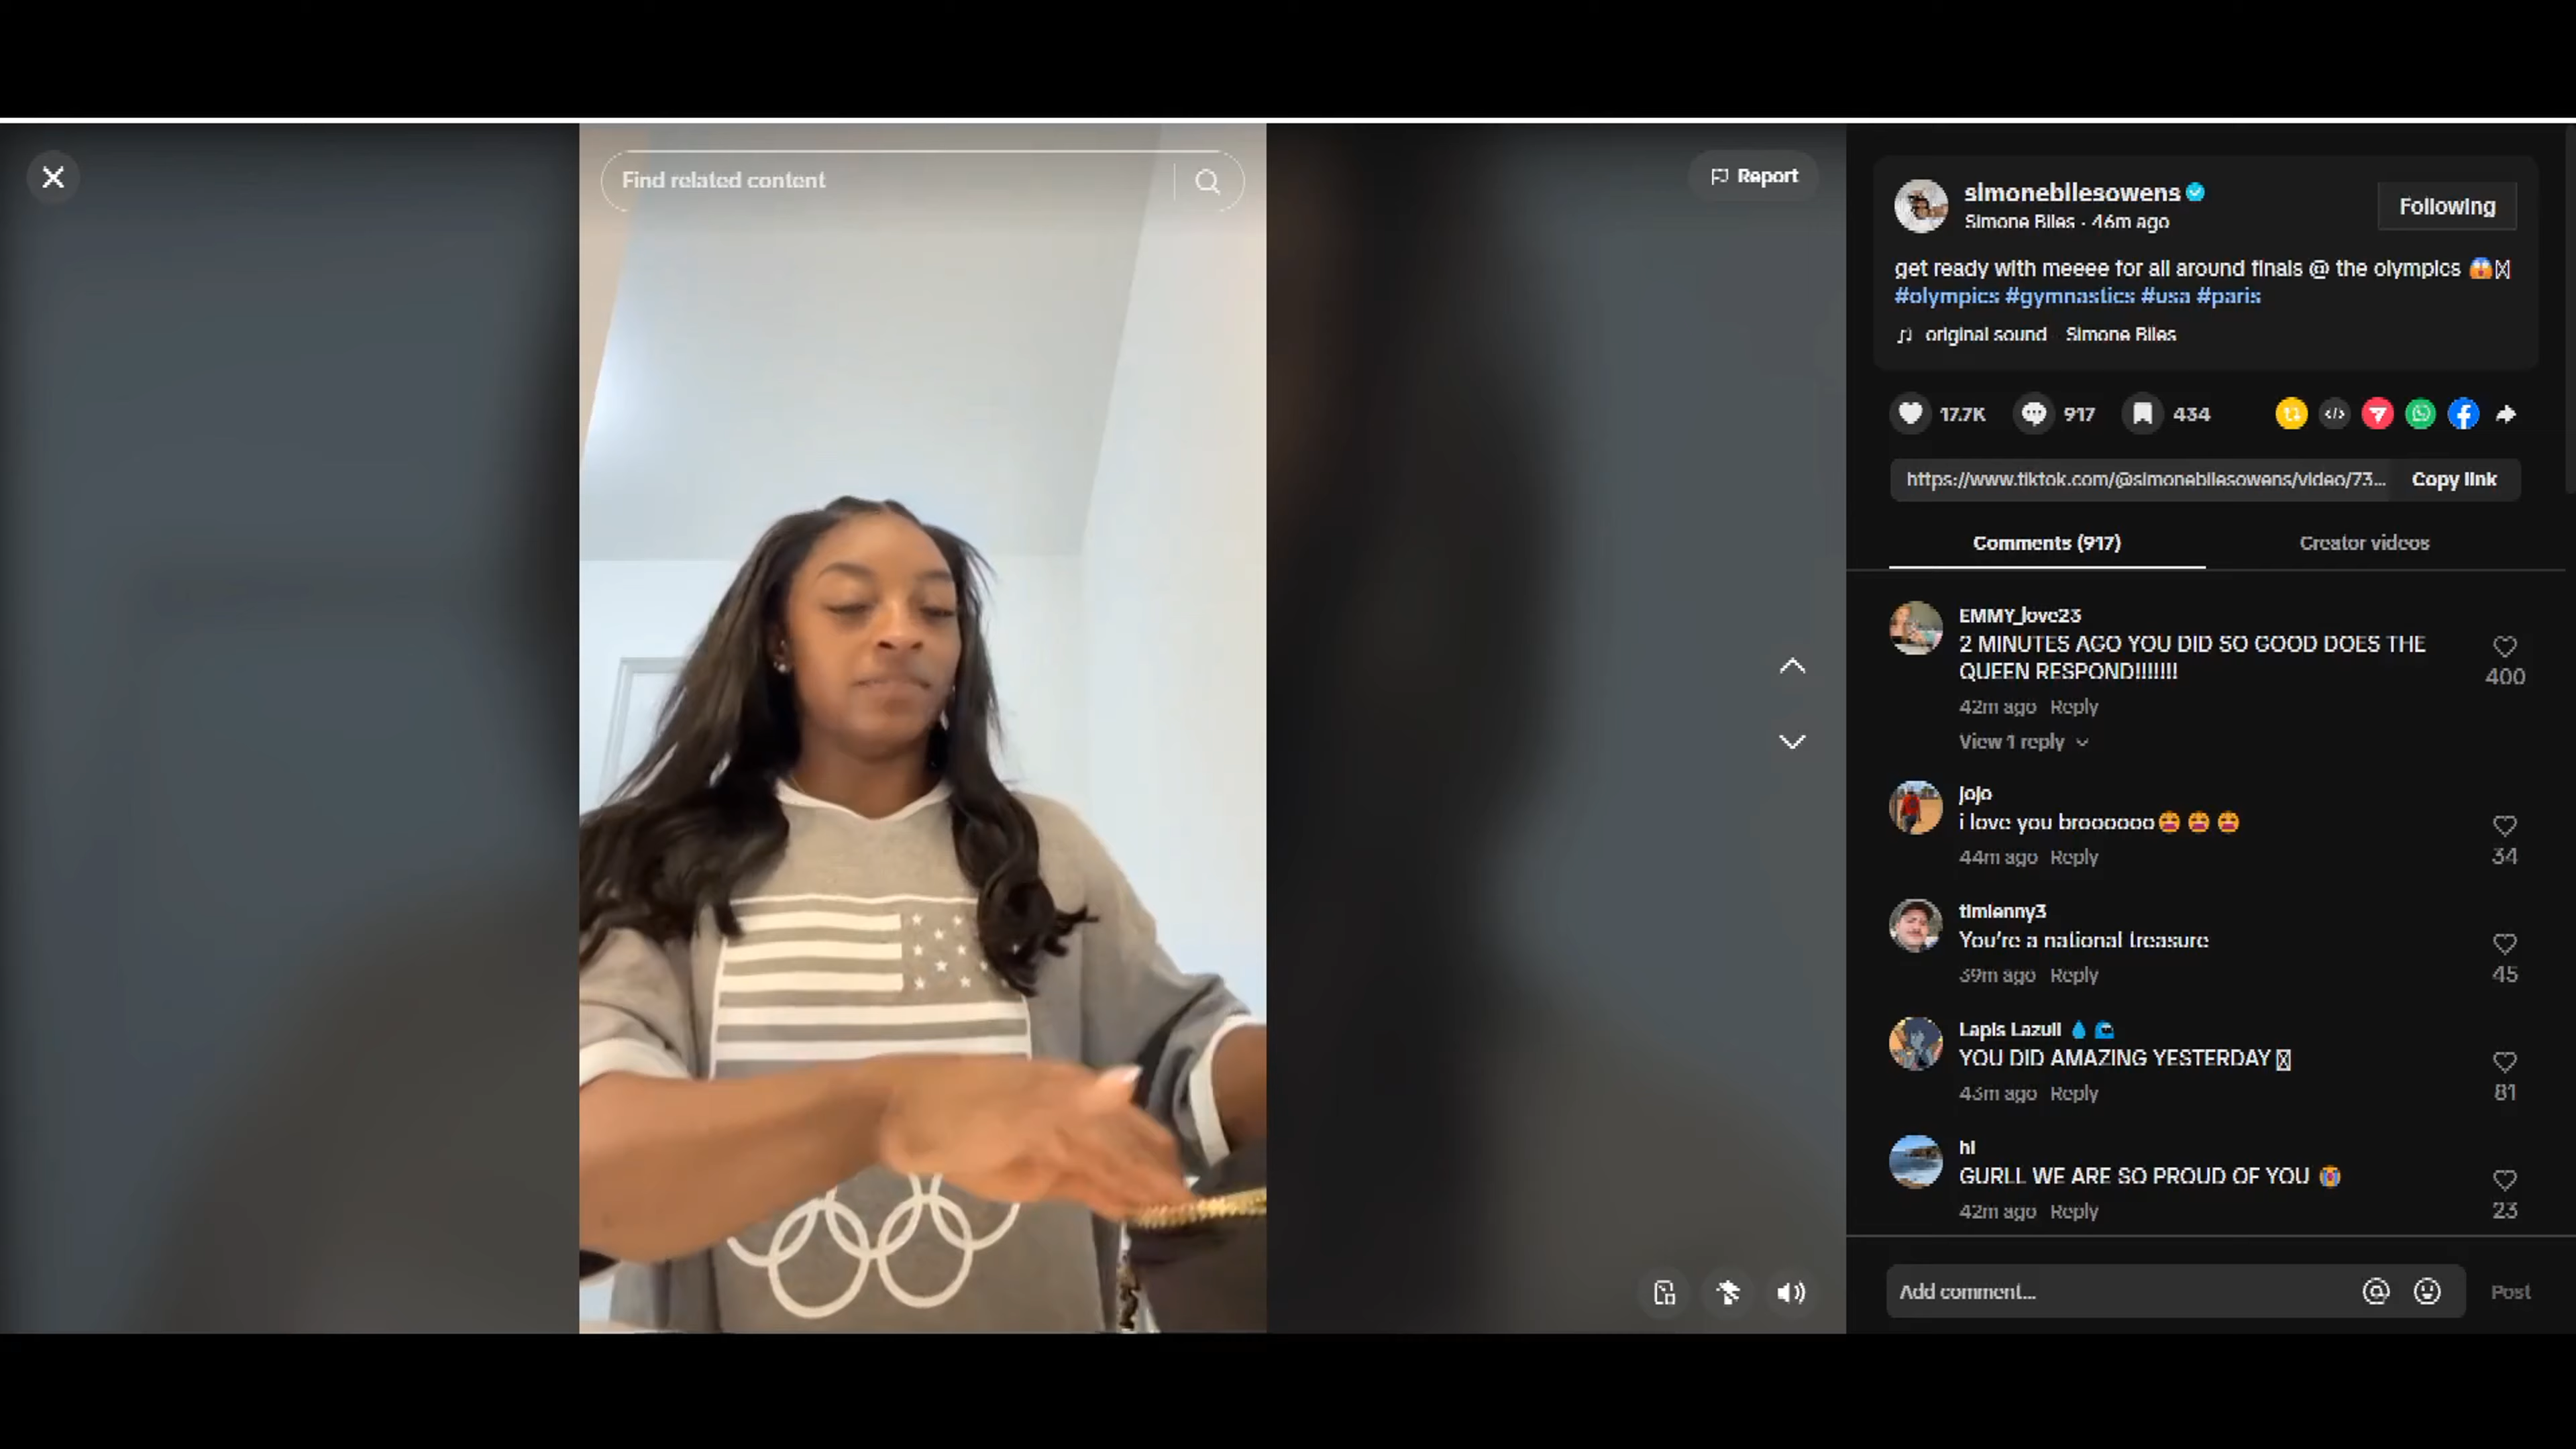 Find related content
Report
simonebilesowens
Simone Biles · 46m ago
Following
get ready with meeee for all around finals @ the olympics 😱
#olympics #gymnastics #usa #paris
original sound Simone Biles
17.7K 917 434
https://www.tiktok.com/@simonebilesowens/video/73... Copy link
Comments (917) Creator videos
EMMY_love23
2 MINUTES AGO YOU DID SO GOOD DOES THE
QUEEN RESPOND!!!!!!!
400
42m ago Reply
View 1 reply
jojo
i love you brooooooo
44m ago Reply
34
timlenny3
You're a national treasure
39m ago Reply
45
Lapis Lazuli 💧
YOU DID AMAZING YESTERDAY
43m ago Reply
81
hi
GURLL WE ARE SO PROUD OF YOU 😭
42m ago Reply
23
Add comment... Post